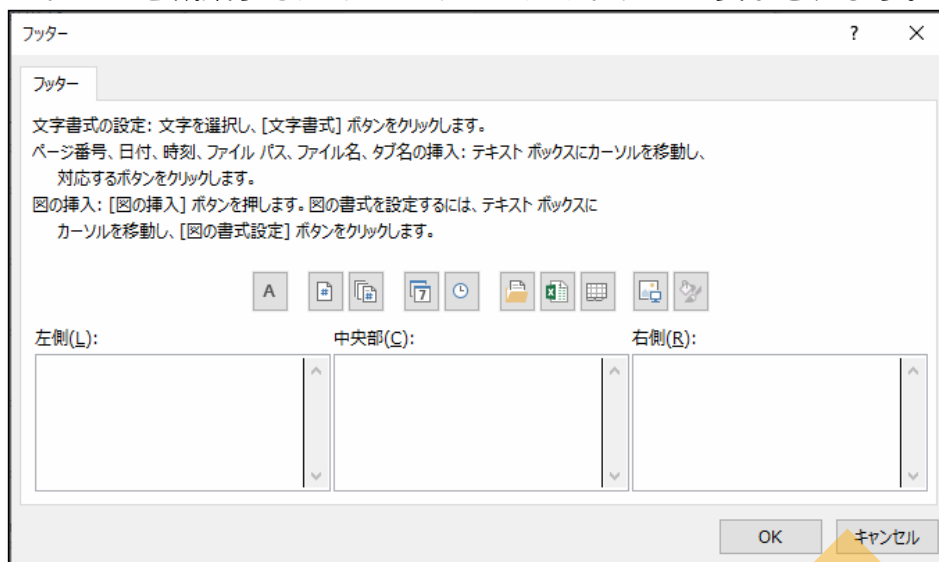 フッター
フッター
文字書式の設定: 文字を選択し、[文字書式] ボタンをクリックします。
ページ番号、日付、時刻、ファイル パス、ファイル名、タブ名の挿入: テキスト ボックスにカーソルを移動し、
対応するボタンをクリックします。
図の挿入: [図の挿入] ボタンを押します。図の書式を設定するには、テキスト ボックスに
カーソルを移動し、[図の書式設定] ボタンをクリックします。
A
左側(L): 中央部(C): 右側(R):
OK キャンセル